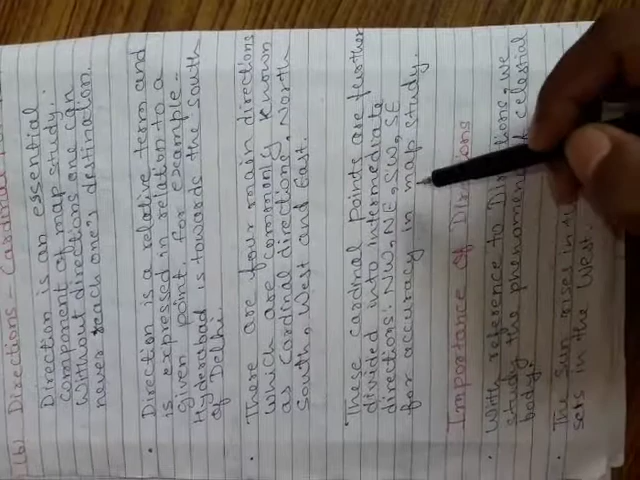 (b) Directions - Cardinal
Direction is an essential
component of map study.
Without directions one can
never reach one's destination.
• Direction is a relative term and
is expressed in relation to a
given point, for example -
Hyderabad is towards the South
of Delhi.
• There are four main directions
which are commonly known
as cardinal directions. North
South, West and East.
These cardinal points are further
divided into intermediate
directions: NW, NE, SW, SE
for accuracy in map study.
Importance Of Directions
• With reference to Directions, we
study the phenomena of celestial
body.
• The Sun rises in
sets in the West.